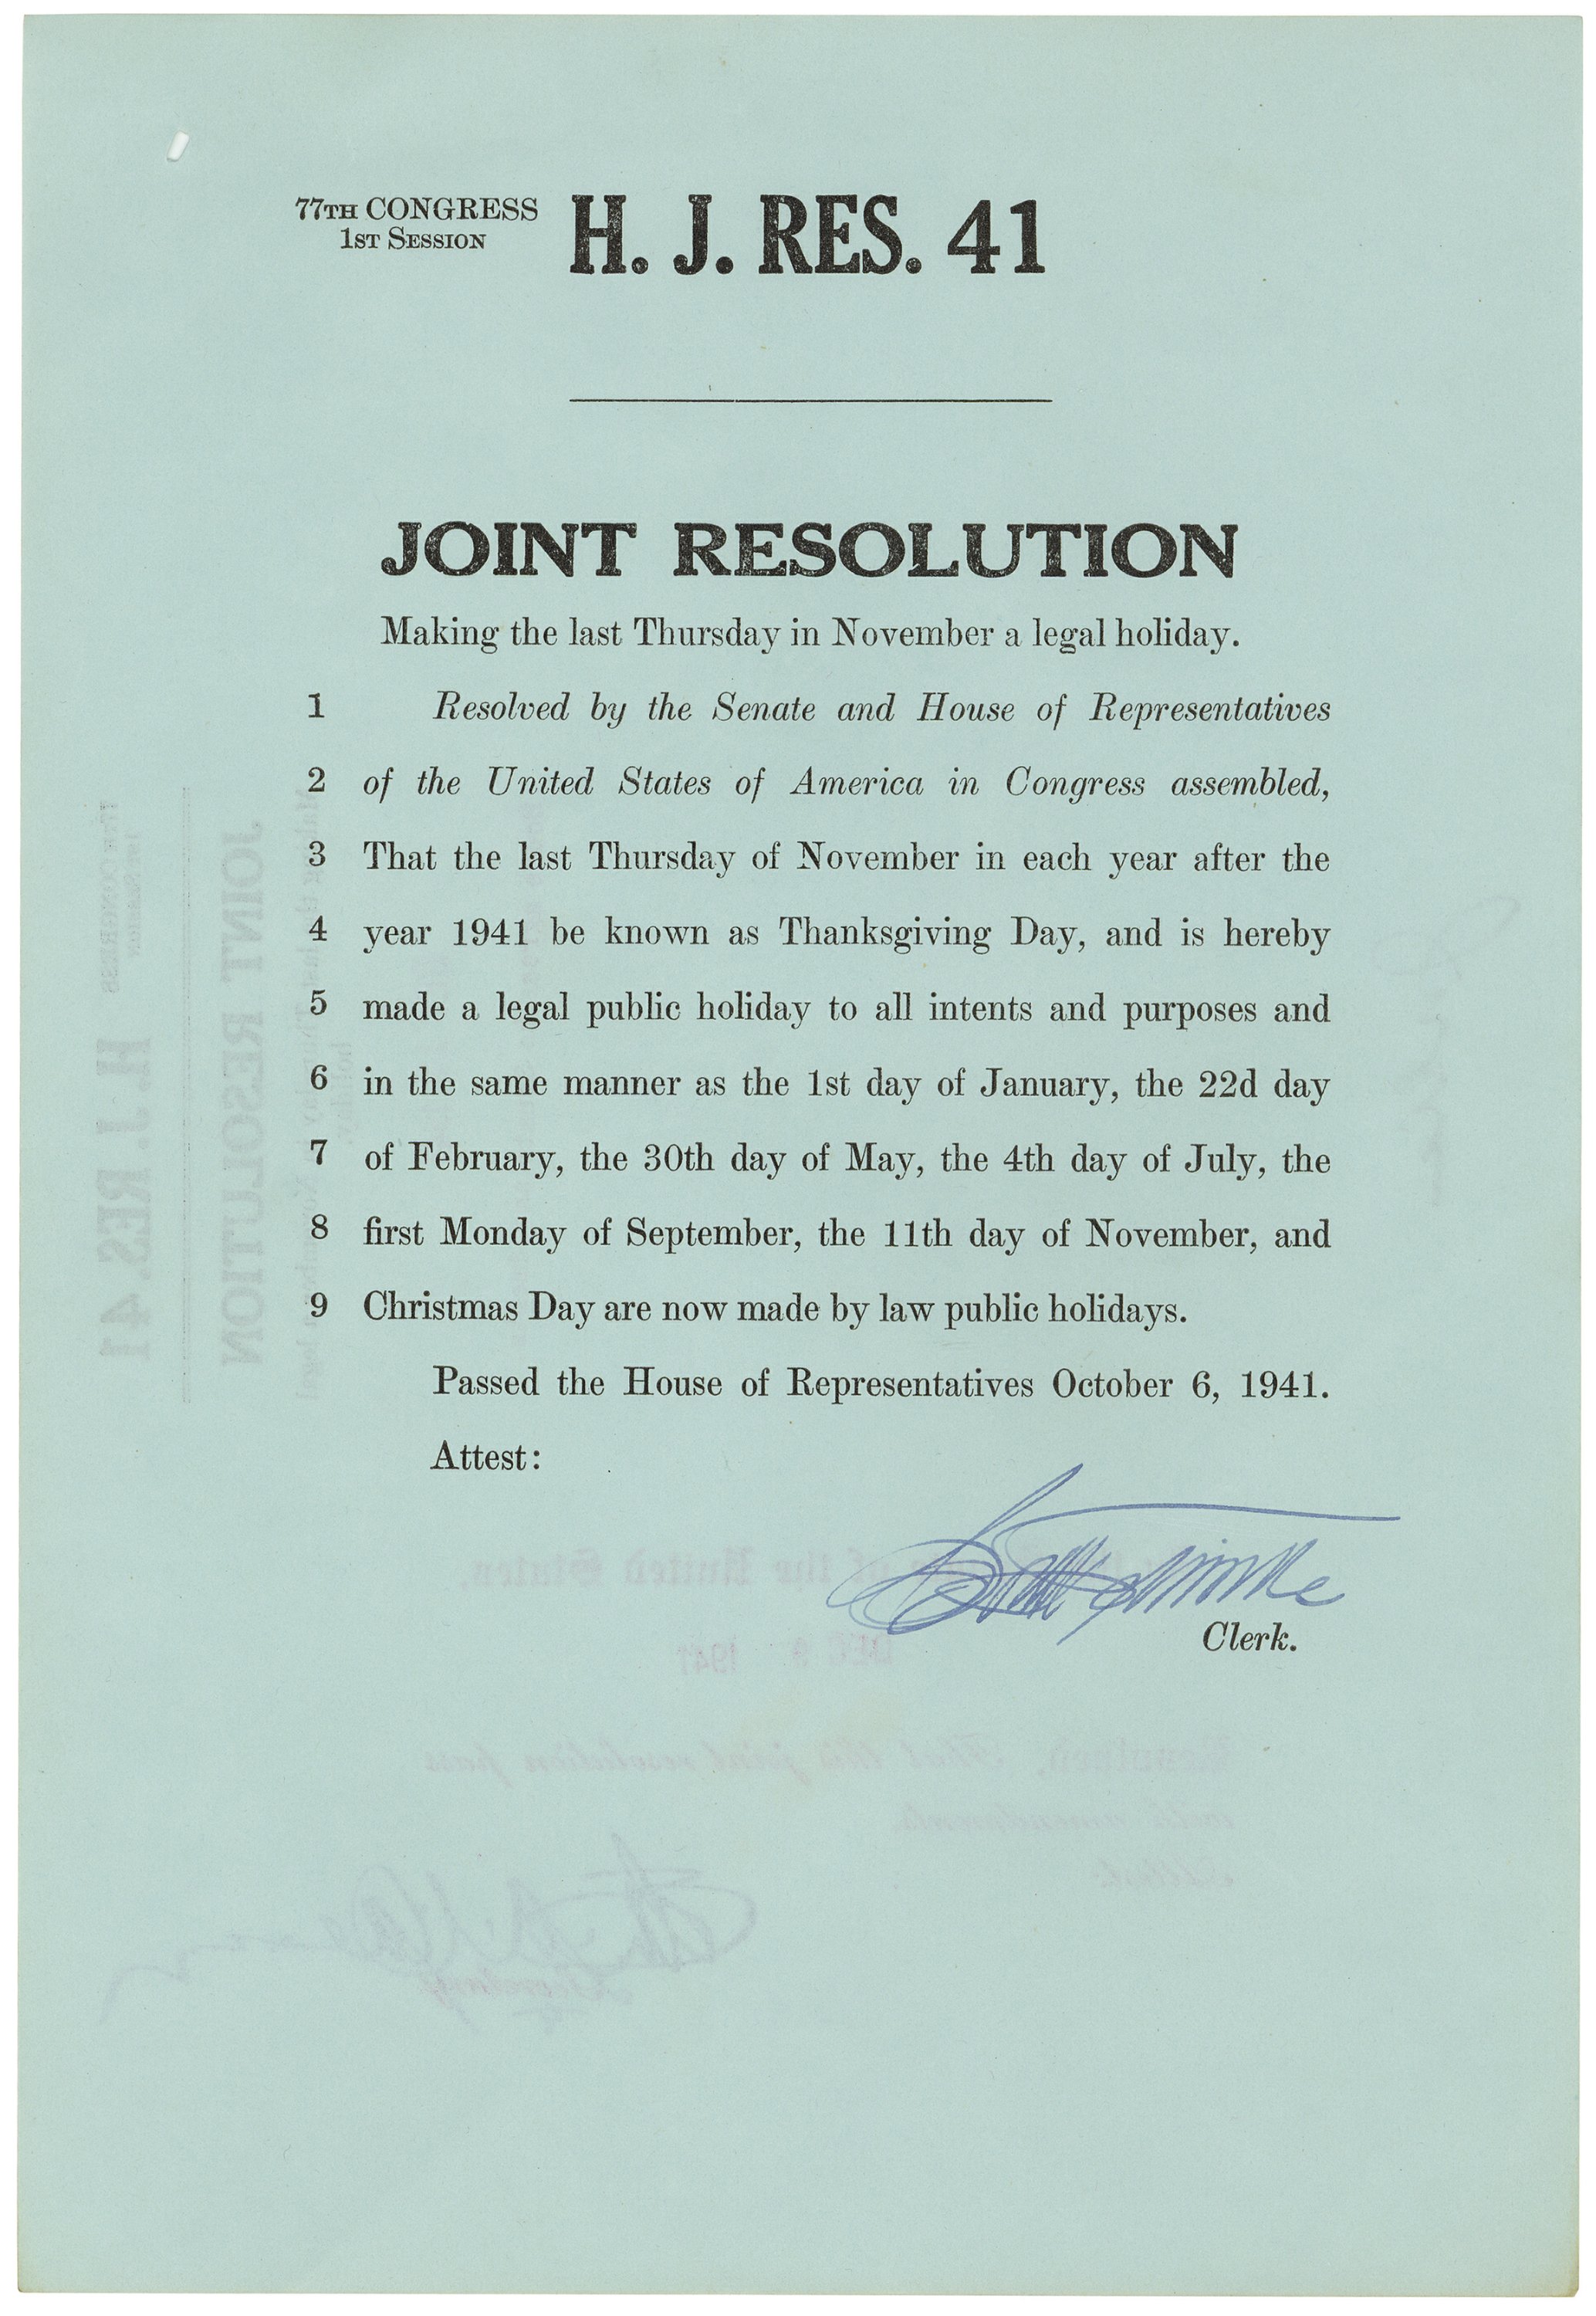 77TH CONGRESS
1ST SESSION
H. J. RES. 41
JOINT RESOLUTION
Making the last Thursday in November a legal holiday.
1 Resolved by the Senate and House of Representatives
2 of the United States of America in Congress assembled,
3 That the last Thursday of November in each year after the
4 year 1941 be known as Thanksgiving Day, and is hereby
5 made a legal public holiday to all intents and purposes and
6 in the same manner as the 1st day of January, the 22d day
7 of February, the 30th day of May, the 4th day of July, the
8 first Monday of September, the 11th day of November, and
9 Christmas Day are now made by law public holidays.
Passed the House of Representatives October 6, 1941.
Attest:
Clerk.